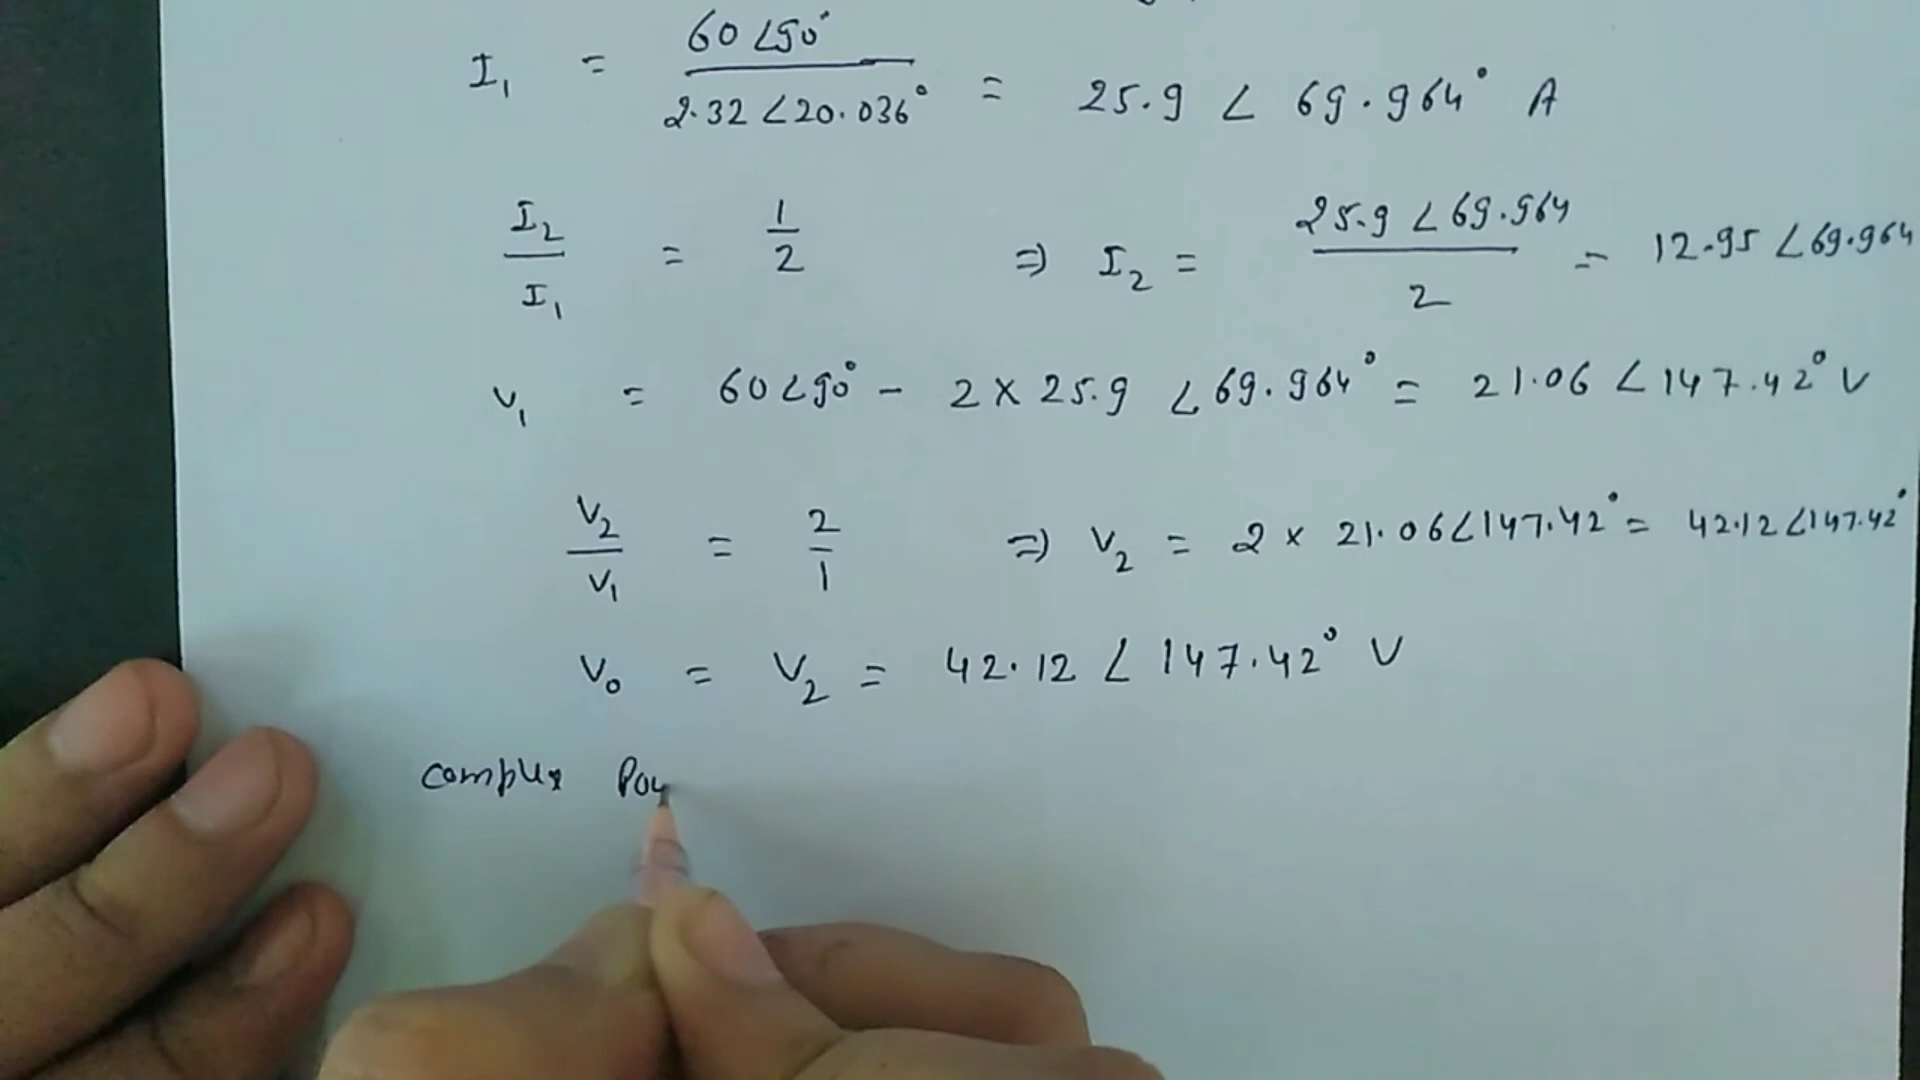 I₁ = 60∠90° / 2.32∠20.036° = 25.9 ∠ 69.964° A
I₂ / I₁ = 1 / 2 ⇒ I₂ = 25.9 ∠69.964 / 2 = 12.95 ∠69.964
V₁ = 60∠90° - 2 × 25.9 ∠69.964° = 21.06 ∠147.42° V
V₂ / V₁ = 2 / 1 ⇒ V₂ = 2 × 21.06∠147.42° = 42.12∠147.42°
V₀ = V₂ = 42.12 ∠ 147.42° V
Complex Pow